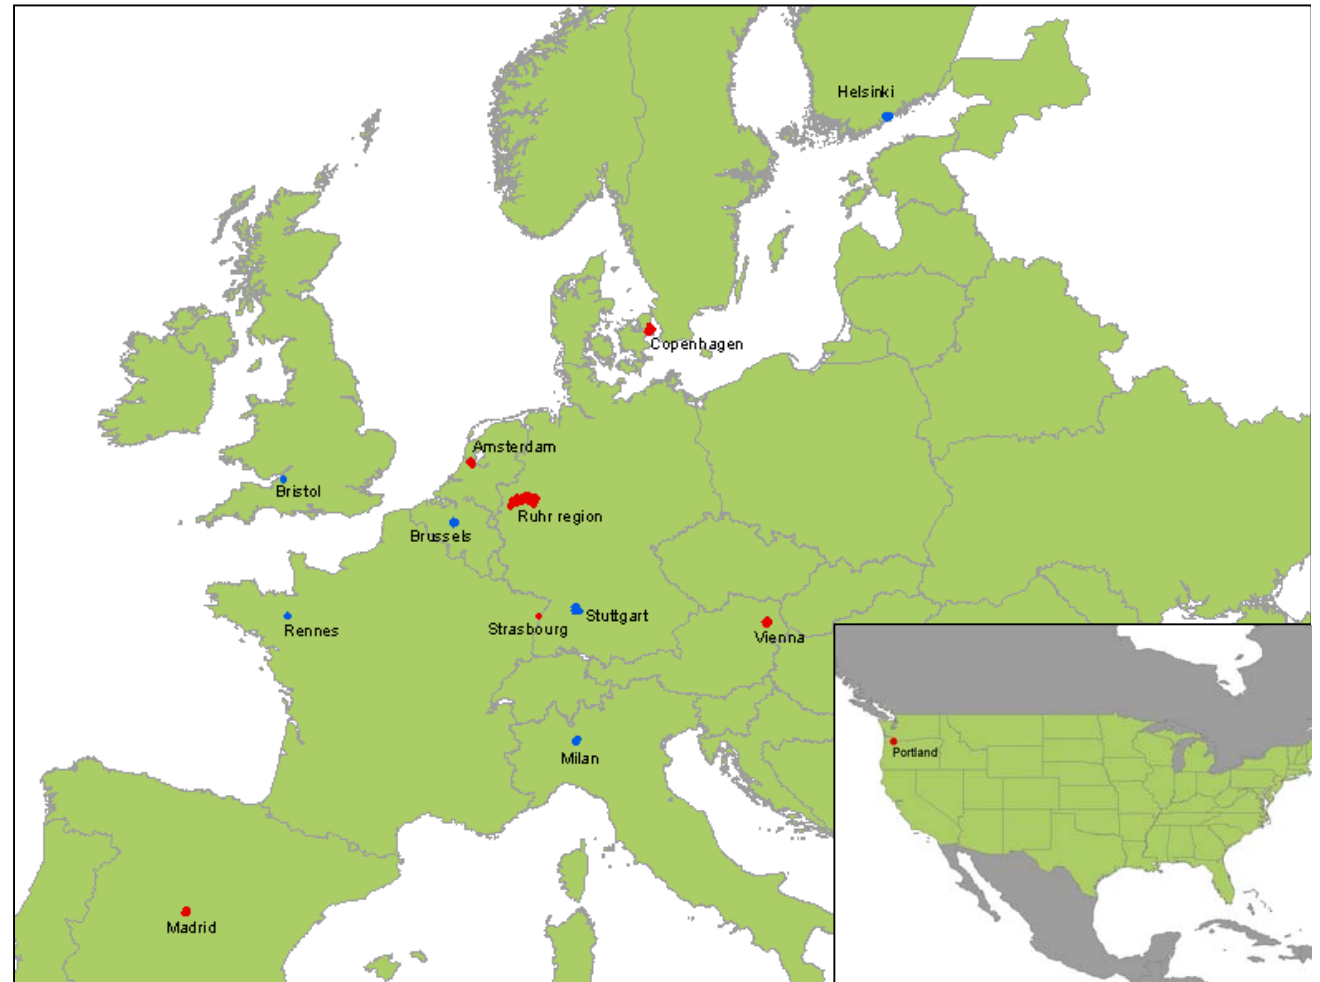 Helsinki
Copenhagen
Amsterdam
Bristol
Ruhr region
Brussels
Stuttgart
Strasbourg
Rennes
Vienna
Portland
Milan
Madrid